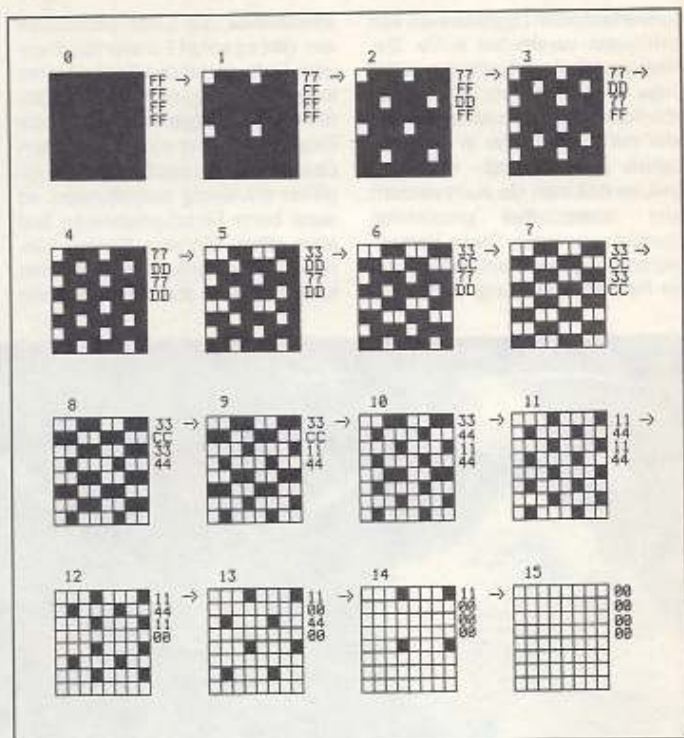 0 1 2 3
FF → 77 → 77 → 77 →
FF FF FF DD
FF FF DD 77
FF FF FF FF
4 5 6 7
77 → 33 → 33 → 33 →
DD DD CC CC
77 77 77 33
DD DD DD CC
8 9 10 11
33 → 33 → 33 → 11 →
CC CC 44 44
33 11 11 11
44 44 44 44
12 13 14 15
11 → 11 → 11 → 00
44 00 00 00
11 44 00 00
00 00 00 00